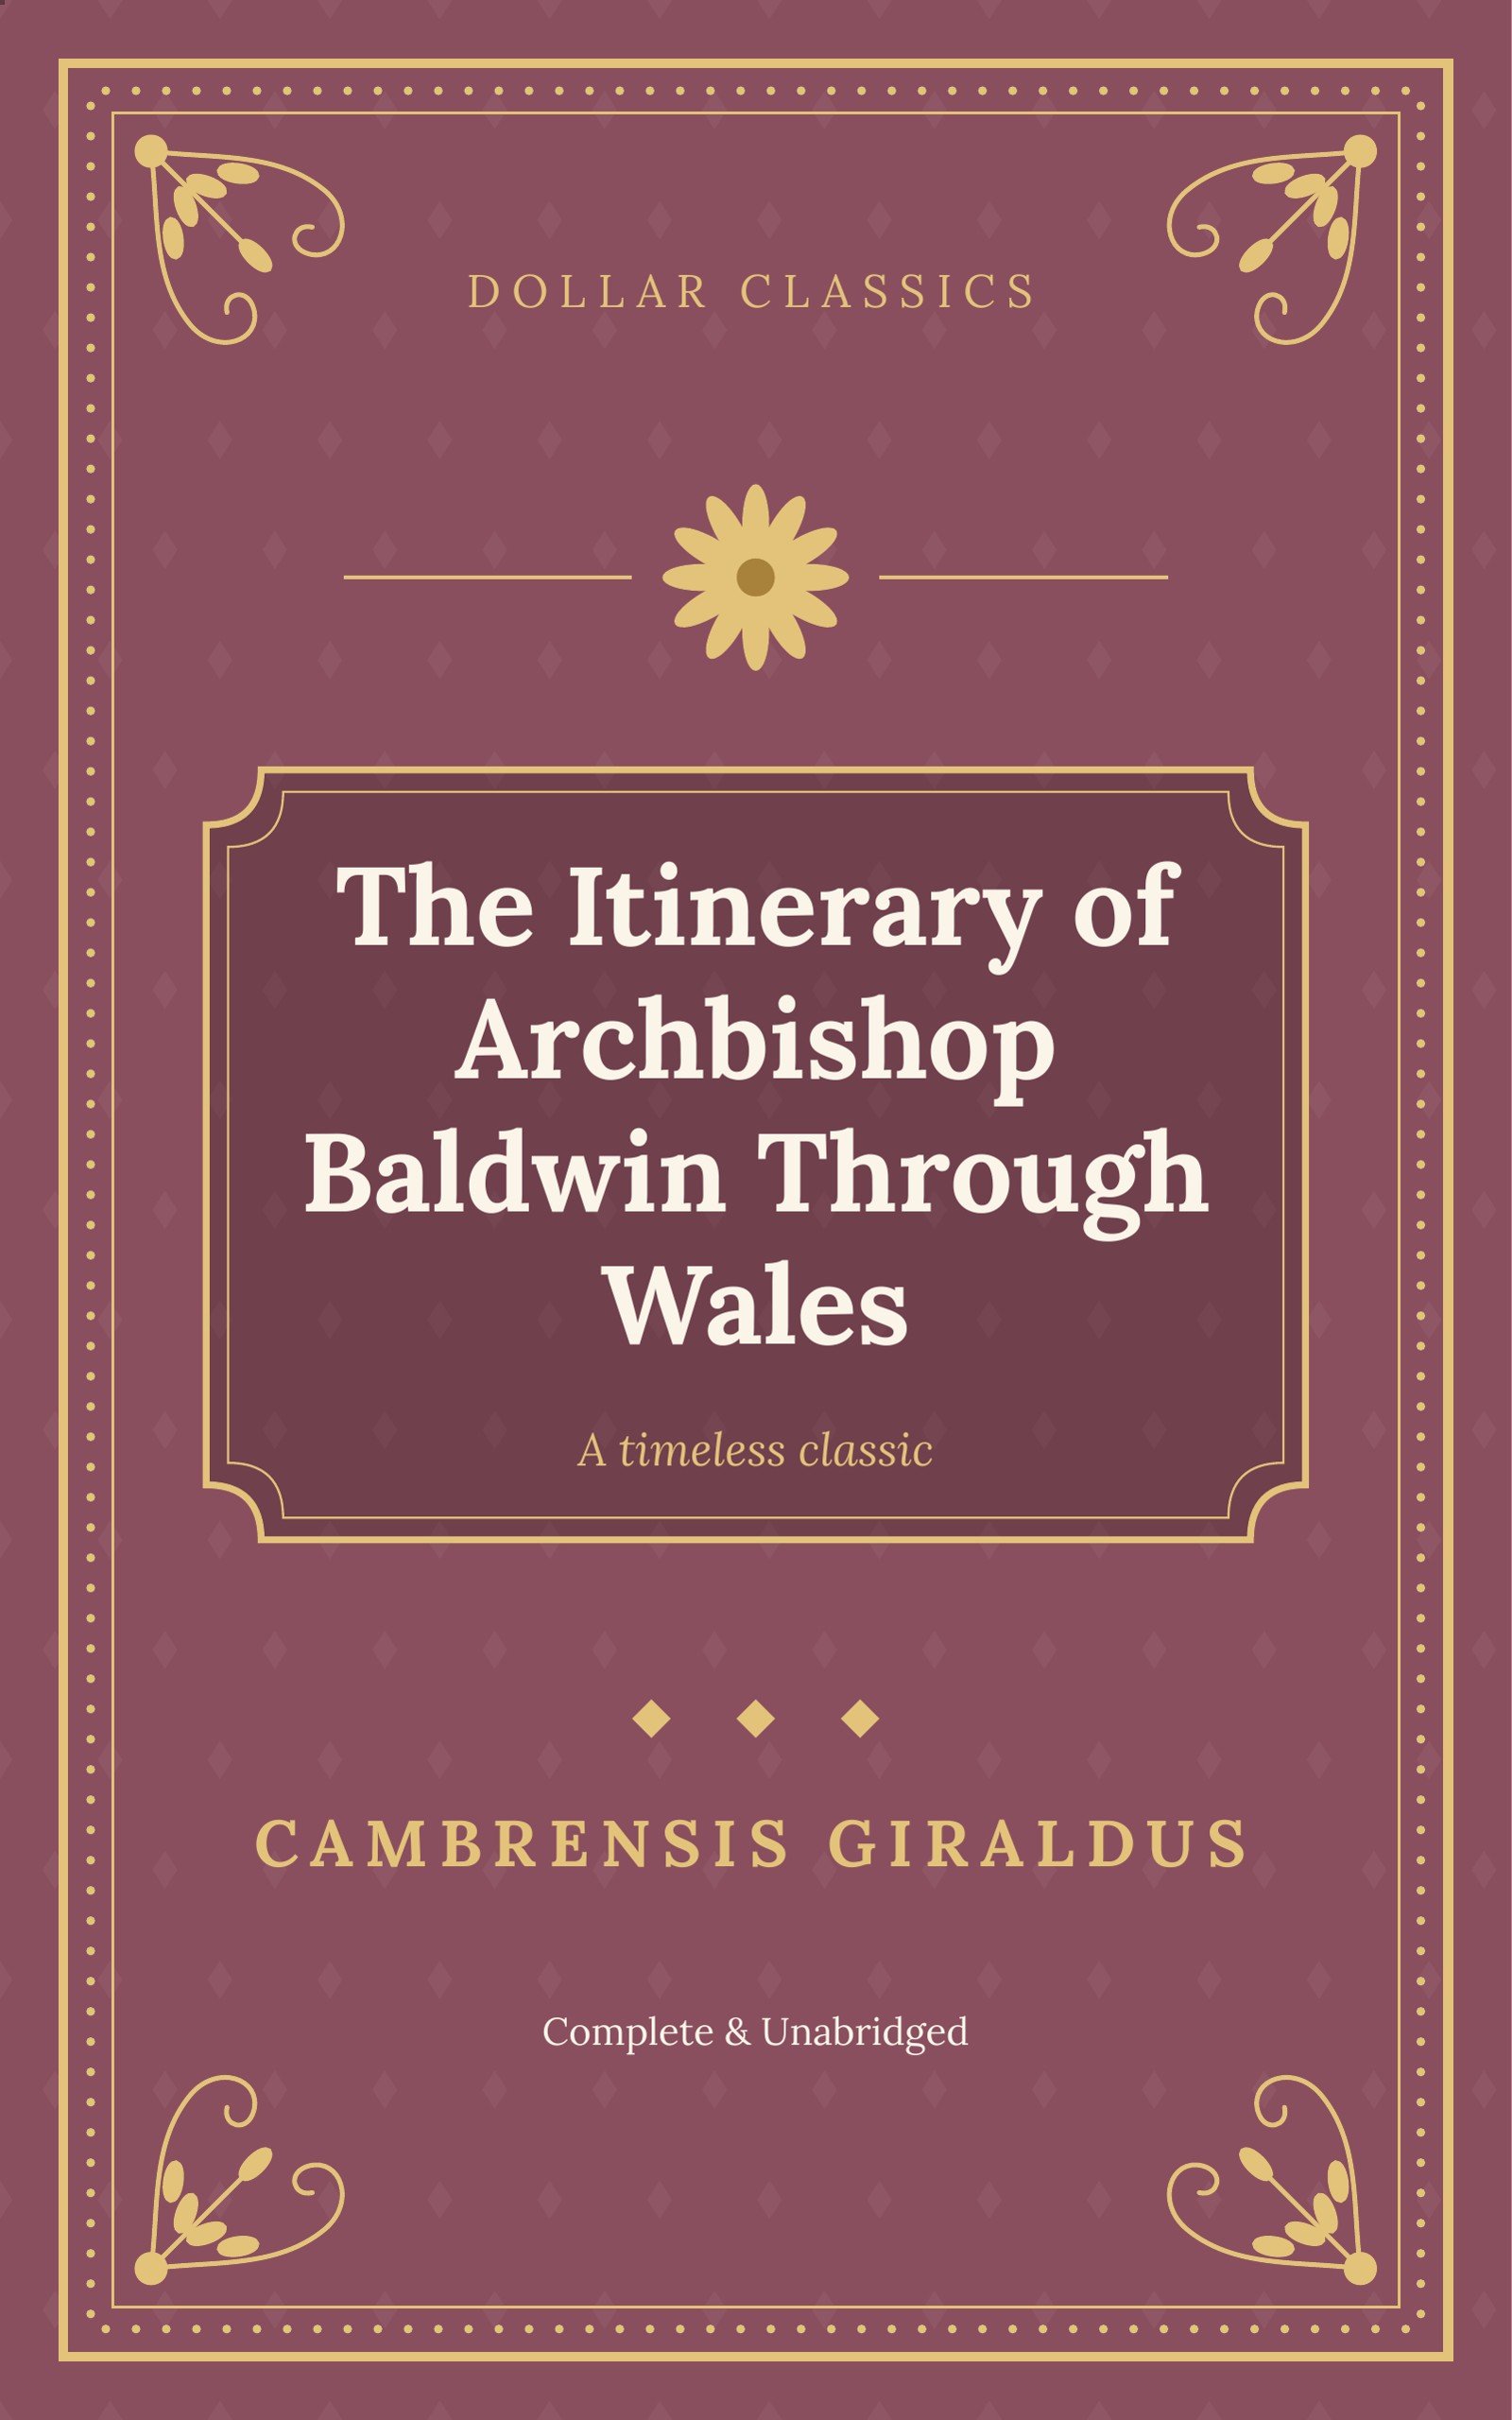 DOLLAR CLASSICS
The Itinerary of
Archbishop
Baldwin Through
Wales
A timeless classic
CAMBRENSIS GIRALDUS
Complete & Unabridged